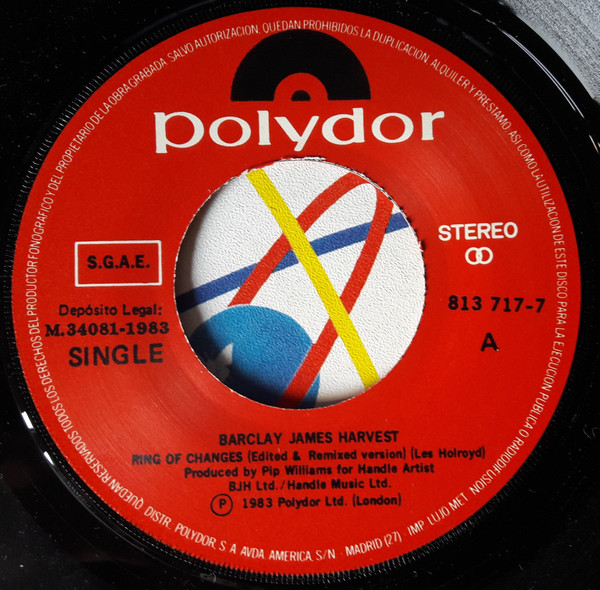 QUEDAN RESERVADOS TODOS LOS DERECHOS DEL PRODUCTOR FONOGRAFICO Y DEL PROPIETARIO DE LA OBRA GRABADA. SALVO AUTORIZACION, QUEDAN PROHIBIDOS LA DUPLICACION, ALQUILER Y PRESTAMO, ASI COMO LA UTILIZACION DE ESTE DISCO PARA LA EJECUCION PUBLICA O RADIODIFUSION
polydor
STEREO
S.G.A.E.
813 717-7
Depósito Legal:
M.34081-1983
A
SINGLE
BARCLAY JAMES HARVEST
RING OF CHANGES (Edited & Remixed version) (Les Holroyd)
Produced by Pip Williams for Handle Artist
BJH Ltd./Handle Music Ltd.
Ⓟ 1983 Polydor Ltd. (London)
DISTR. POLYDOR, S. A. AVDA. AMERICA, S/N - MADRID (27) IMP. LUJO MET.